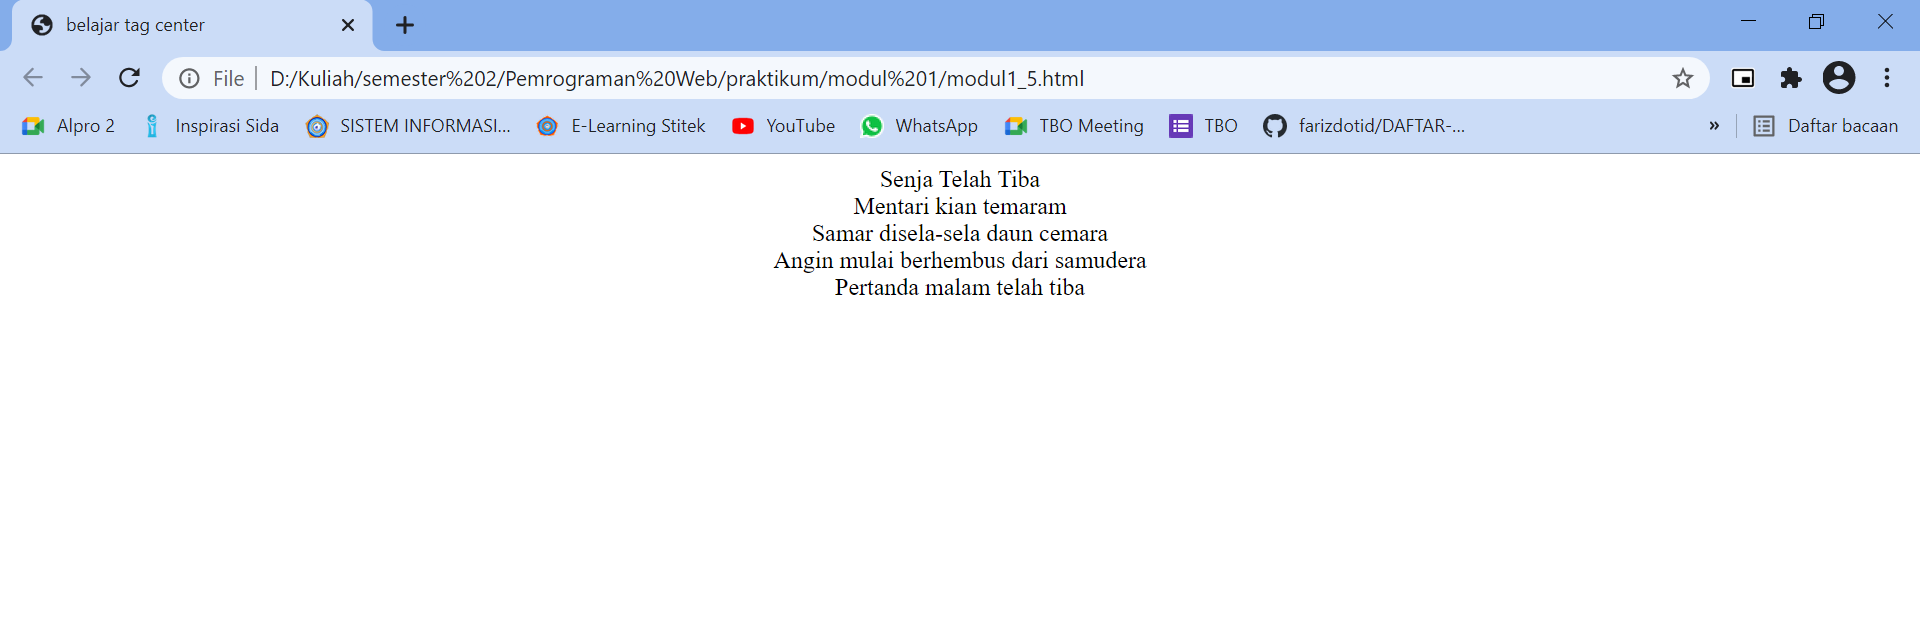 belajar tag center
File D:/Kuliah/semester%202/Pemrograman%20Web/praktikum/modul%201/modul1_5.html
Alpro 2 Inspirasi Sida SISTEM INFORMASI... E-Learning Stitek YouTube WhatsApp TBO Meeting TBO farizdotid/DAFTAR-... » Daftar bacaan
Senja Telah Tiba
Mentari kian temaram
Samar disela-sela daun cemara
Angin mulai berhembus dari samudera
Pertanda malam telah tiba